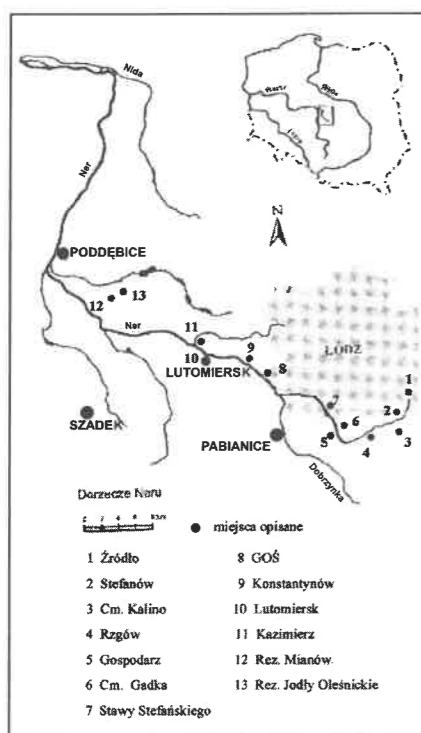 Nida
Warta
Odra
Ner
N
PODDĘBICE
13
12
Ner
11
ŁÓDŹ
9
1
10
8
LUTOMIERSK
2
7
6
SZADEK
5
4
3
PABIANICE
Dobrzynka
Dorzecze Neru
miejsca opisane
1 Źródło
2 Stefanów
3 Cm. Kalino
4 Rzgów
5 Gospodarz
6 Cm. Gadka
7 Stawy Stefańskiego
8 GOŚ
9 Konstantynów
10 Lutomiersk
11 Kazimierz
12 Rez. Mianów
13 Rez. Jodły Oleśnickie